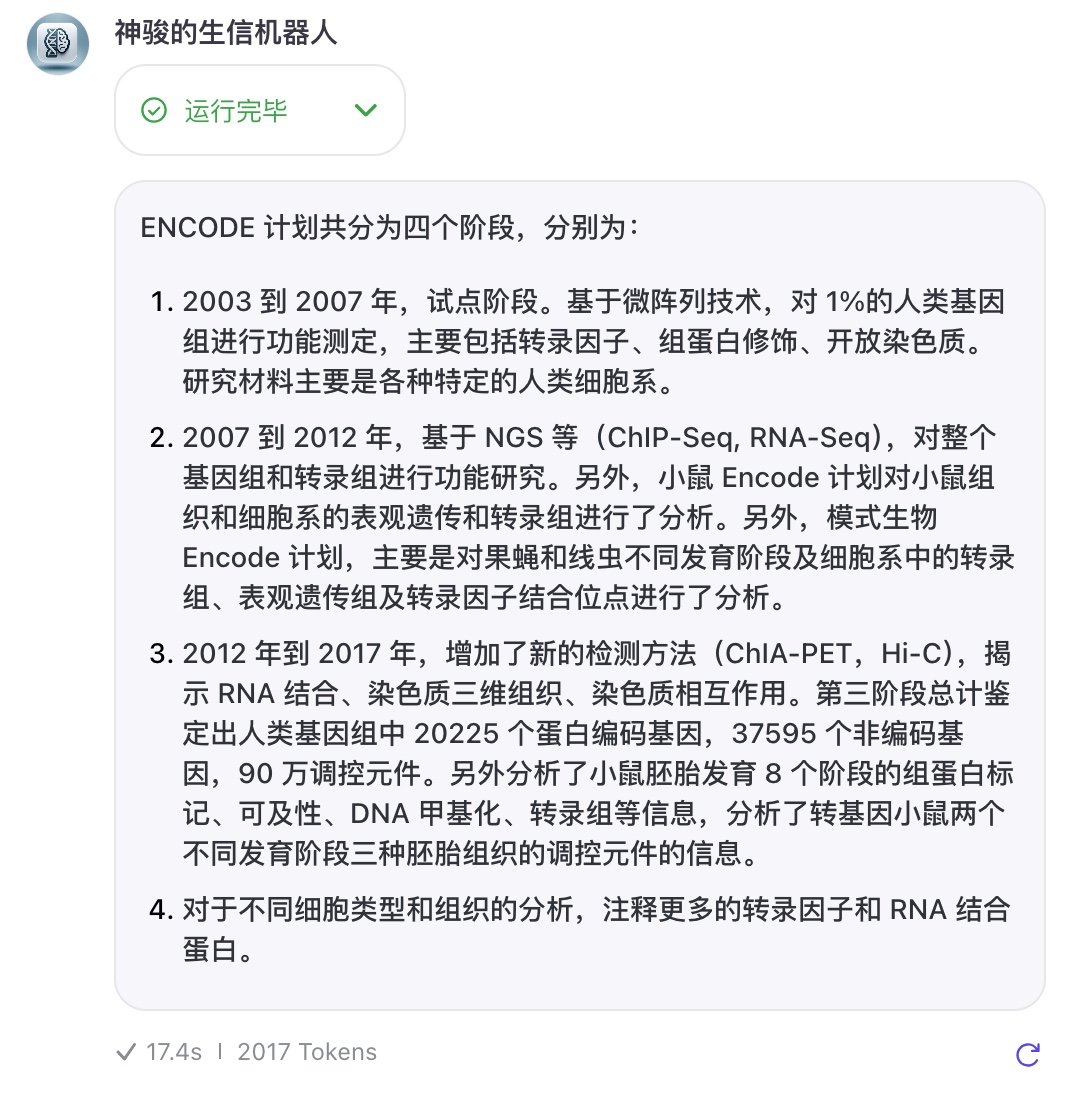 神骏的生信机器人
运行完毕
ENCODE 计划共分为四个阶段，分别为：
1. 2003 到 2007 年，试点阶段。基于微阵列技术，对 1%的人类基因
组进行功能测定，主要包括转录因子、组蛋白修饰、开放染色质。
研究材料主要是各种特定的人类细胞系。
2. 2007 到 2012 年，基于 NGS 等（ChIP-Seq, RNA-Seq），对整个
基因组和转录组进行功能研究。另外，小鼠 Encode 计划对小鼠组
织和细胞系的表观遗传和转录组进行了分析。另外，模式生物
Encode 计划，主要是对果蝇和线虫不同发育阶段及细胞系中的转录
组、表观遗传组及转录因子结合位点进行了分析。
3. 2012 年到 2017 年，增加了新的检测方法（ChIA-PET，Hi-C），揭
示 RNA 结合、染色质三维组织、染色质相互作用。第三阶段总计鉴
定出人类基因组中 20225 个蛋白编码基因，37595 个非编码基
因，90 万调控元件。另外分析了小鼠胚胎发育 8 个阶段的组蛋白标
记、可及性、DNA 甲基化、转录组等信息，分析了转基因小鼠两个
不同发育阶段三种胚胎组织的调控元件的信息。
4. 对于不同细胞类型和组织的分析，注释更多的转录因子和 RNA 结合
蛋白。
17.4s | 2017 Tokens